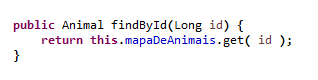 public Animal findById(Long id) {
    return this.mapaDeAnimais.get( id );
}